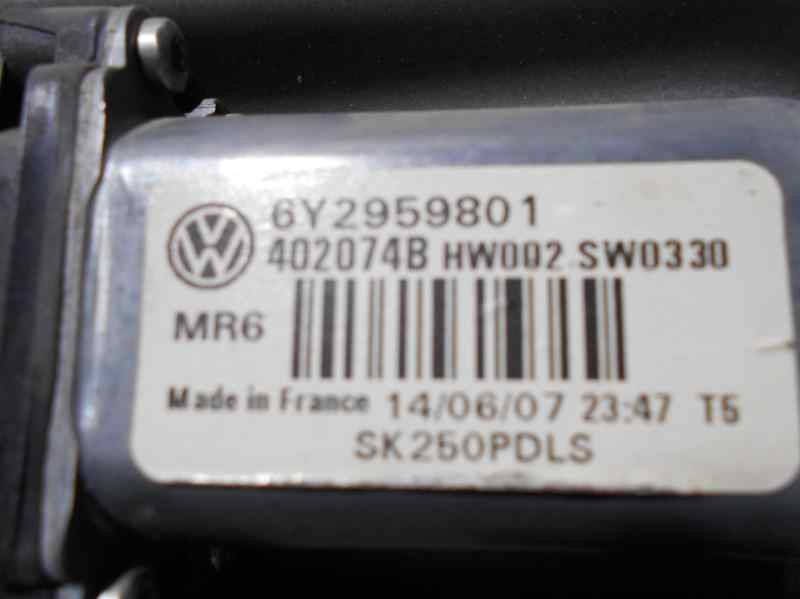 6Y2959801
402074B HW002 SW0330
MR6
Made in France 14/06/07 23:47 T5
SK250PDLS